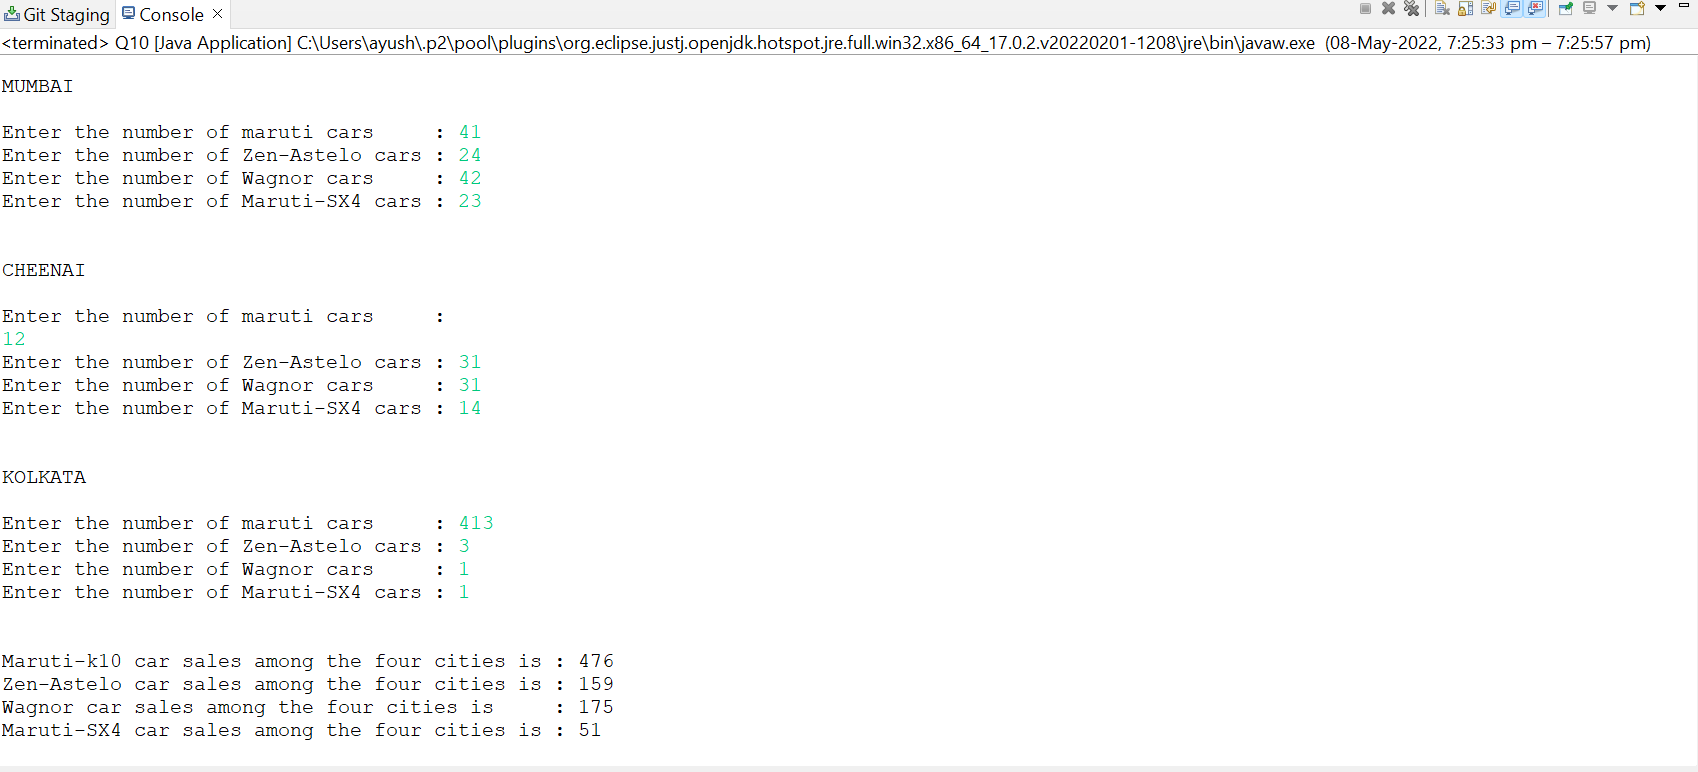 Git Staging Console
<terminated> Q10 [Java Application] C:\Users\ayush\.p2\pool\plugins\org.eclipse.justj.openjdk.hotspot.jre.full.win32.x86_64_17.0.2.v20220201-1208\jre\bin\javaw.exe (08-May-2022, 7:25:33 pm – 7:25:57 pm)
MUMBAI
Enter the number of maruti cars     : 41
Enter the number of Zen-Astelo cars : 24
Enter the number of Wagnor cars     : 42
Enter the number of Maruti-SX4 cars : 23
CHEENAI
Enter the number of maruti cars     :
12
Enter the number of Zen-Astelo cars : 31
Enter the number of Wagnor cars     : 31
Enter the number of Maruti-SX4 cars : 14
KOLKATA
Enter the number of maruti cars     : 413
Enter the number of Zen-Astelo cars : 3
Enter the number of Wagnor cars     : 1
Enter the number of Maruti-SX4 cars : 1
Maruti-k10 car sales among the four cities is : 476
Zen-Astelo car sales among the four cities is : 159
Wagnor car sales among the four cities is     : 175
Maruti-SX4 car sales among the four cities is : 51